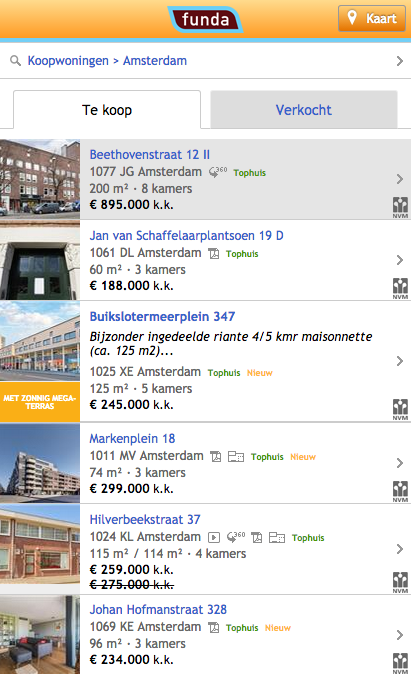 funda
Kaart
Koopwoningen > Amsterdam
Te koop
Verkocht
Beethovenstraat 12 II
1077 JG Amsterdam 360 Tophuis
200 m² · 8 kamers
€ 895.000 k.k.
NVM
Jan van Schaffelaarplantsoen 19 D
1061 DL Amsterdam Tophuis
60 m² · 3 kamers
€ 188.000 k.k.
NVM
Buikslotermeerplein 347
Bijzonder ingedeelde riante 4/5 kmr maisonnette
(ca. 125 m2)...
1025 XE Amsterdam Tophuis Nieuw
125 m² · 5 kamers
€ 245.000 k.k.
MET ZONNIG MEGA-
TERRAS
NVM
Markenplein 18
1011 MV Amsterdam Tophuis Nieuw
74 m² · 3 kamers
€ 299.000 k.k.
NVM
Hilverbeekstraat 37
1024 KL Amsterdam 360 Tophuis
115 m² / 114 m² · 4 kamers
€ 259.000 k.k.
€ 275.000 k.k.
NVM
Johan Hofmanstraat 328
1069 KE Amsterdam Tophuis Nieuw
96 m² · 3 kamers
€ 234.000 k.k.
NVM